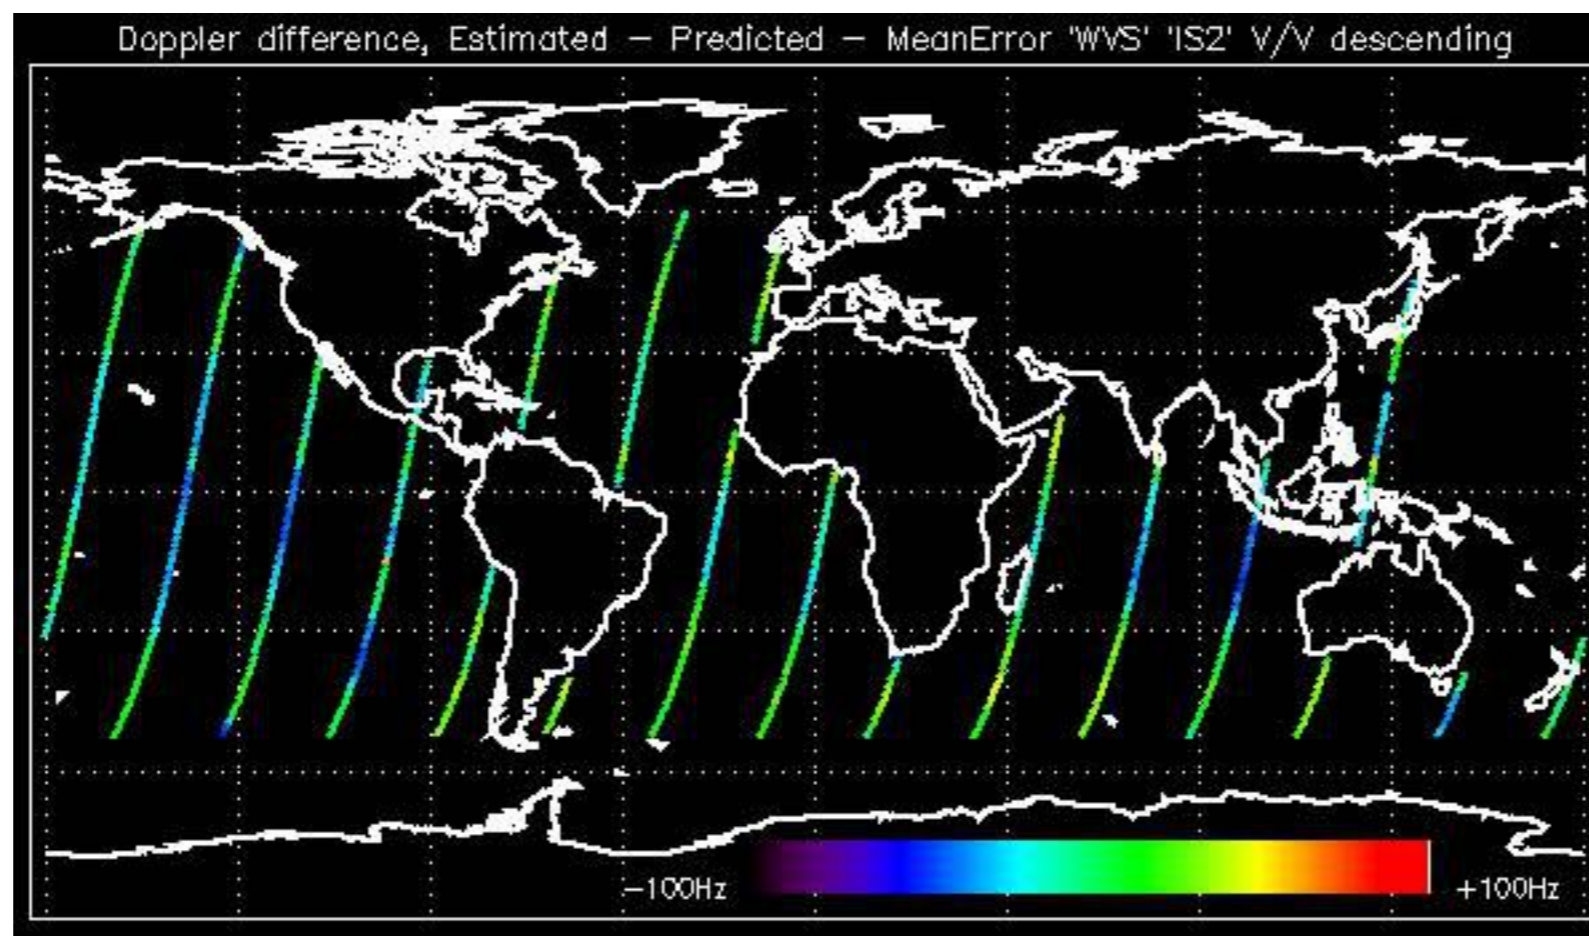 Doppler difference, Estimated – Predicted – MeanError 'WVS' 'IS2' V/V descending
–100Hz +100Hz